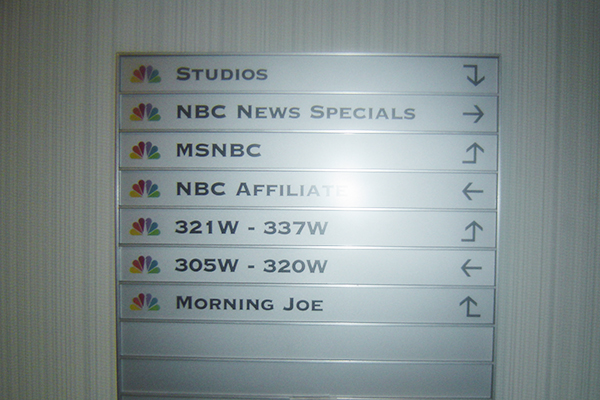 STUDIOS
NBC NEWS SPECIALS
MSNBC
NBC AFFILIATE
321W - 337W
305W - 320W
MORNING JOE